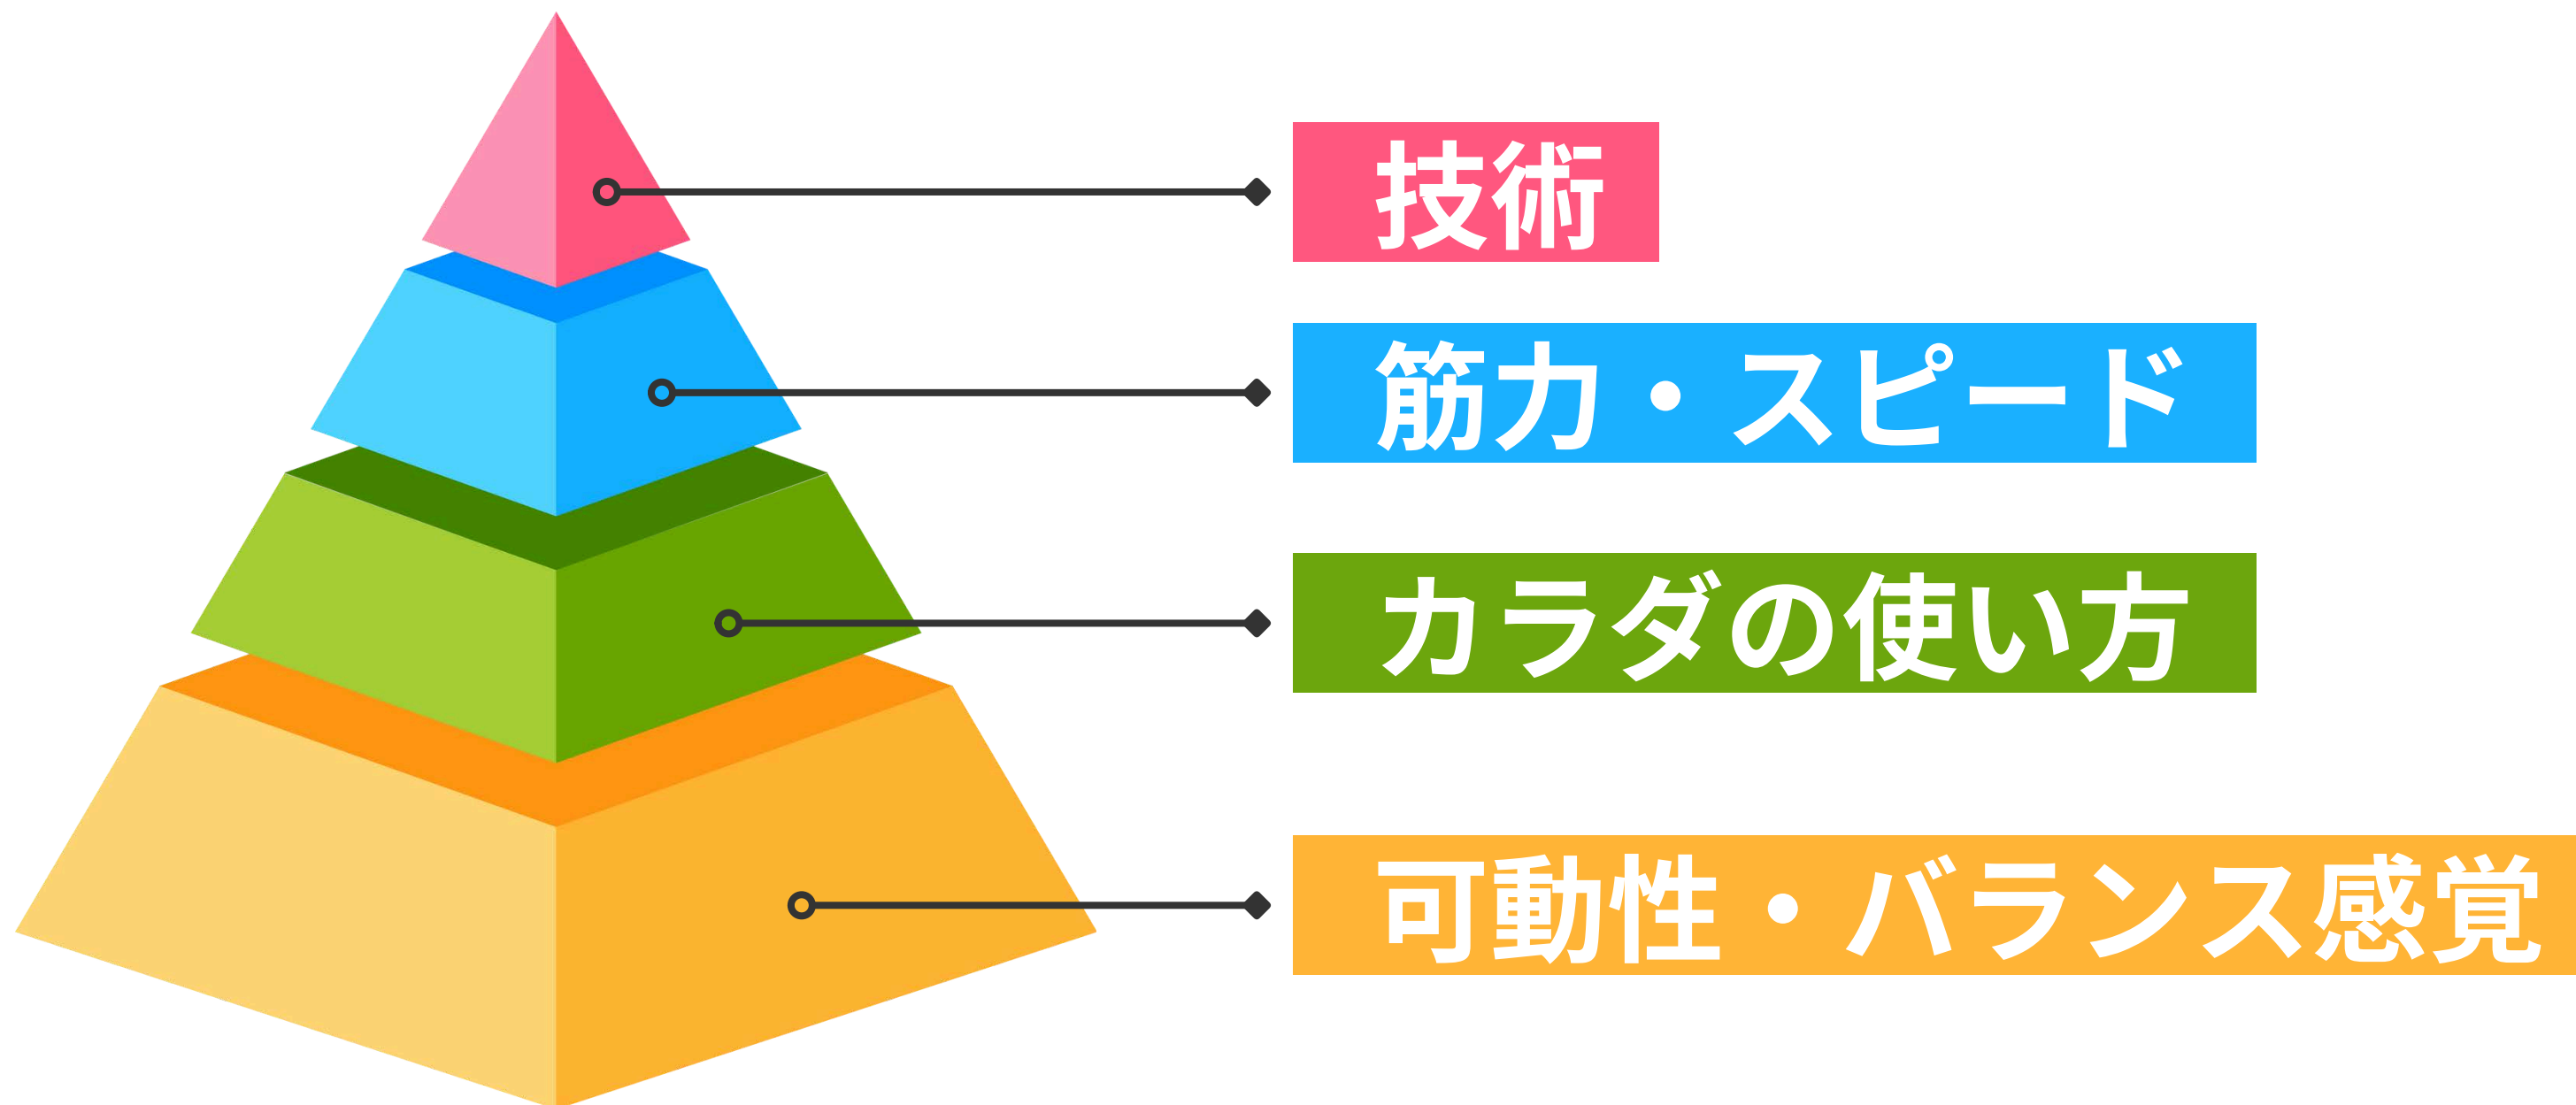 技術
筋力・スピード
カラダの使い方
可動性・バランス感覚